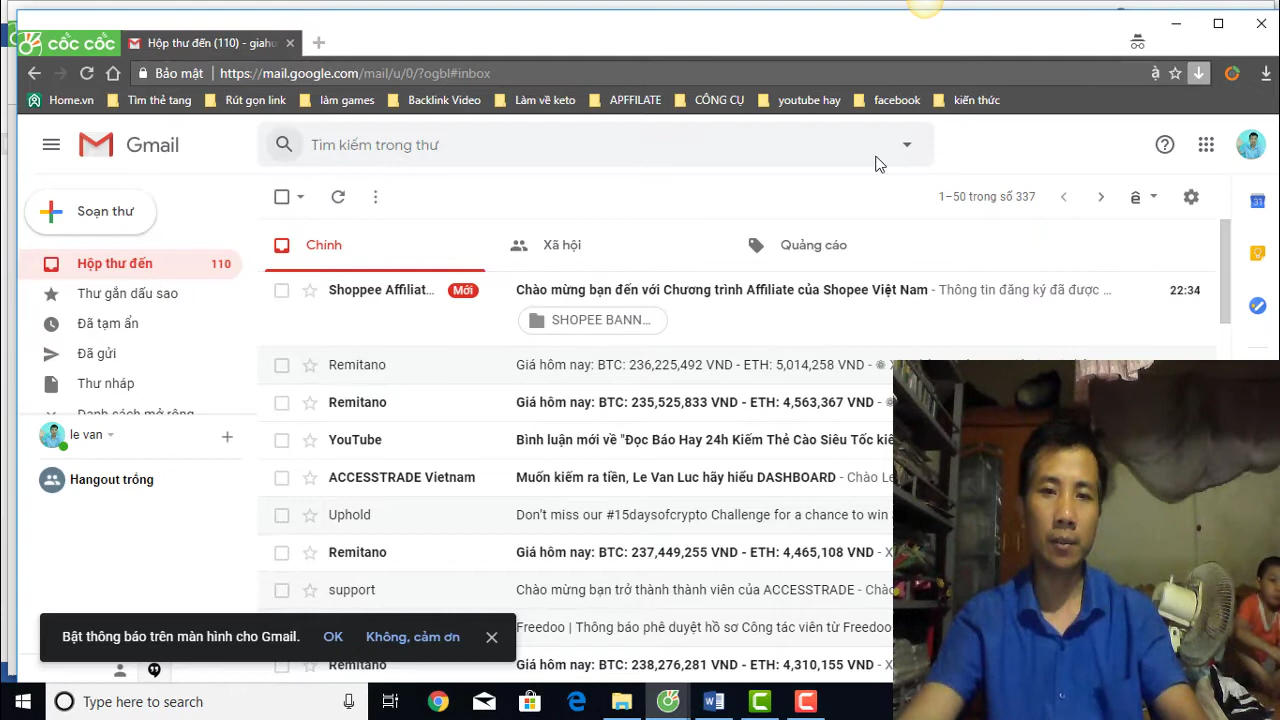 cốc cốc
Hộp thư đến (110) - giahu
Bảo mật
https://mail.google.com/mail/u/0/?ogbl#inbox
ạ
Home.vn
Tìm thẻ tang
Rút gọn link
làm games
Backlink Video
Làm về keto
APFFILATE
CÔNG CỤ
youtube hay
facebook
kiến thức
Gmail
Tìm kiếm trong thư
Soạn thư
1–50 trong số 337
ê
31
Hộp thư đến 110
Thư gắn dấu sao
Đã tạm ẩn
Đã gửi
Thư nháp
Danh sách mở rộng
le van
Hangout trống
Chính
Xã hội
Quảng cáo
Shoppee Affiliat… Mới Chào mừng bạn đến với Chương trình Affiliate của Shopee Việt Nam - Thông tin đăng ký đã được … 22:34
SHOPEE BANN…
Remitano Giá hôm nay: BTC: 236,225,492 VND - ETH: 5,014,258 VND -
Remitano Giá hôm nay: BTC: 235,525,833 VND - ETH: 4,563,367 VND -
YouTube Bình luận mới về "Đọc Báo Hay 24h Kiếm Thẻ Cào Siêu Tốc kiế
ACCESSTRADE Vietnam Muốn kiếm ra tiền, Le Van Luc hãy hiểu DASHBOARD - Chào Le
Uphold Don't miss our #15daysofcrypto Challenge for a chance to win
Remitano Giá hôm nay: BTC: 237,449,255 VND - ETH: 4,465,108 VND - X
support Chào mừng bạn trở thành thành viên của ACCESSTRADE - Chào
Freedoo | Thông báo phê duyệt hồ sơ Công tác viên từ Freedoo
Remitano Giá hôm nay: BTC: 238,276,281 VND - ETH: 4,310,155 VND - X
Bật thông báo trên màn hình cho Gmail. OK Không, cảm ơn
Type here to search